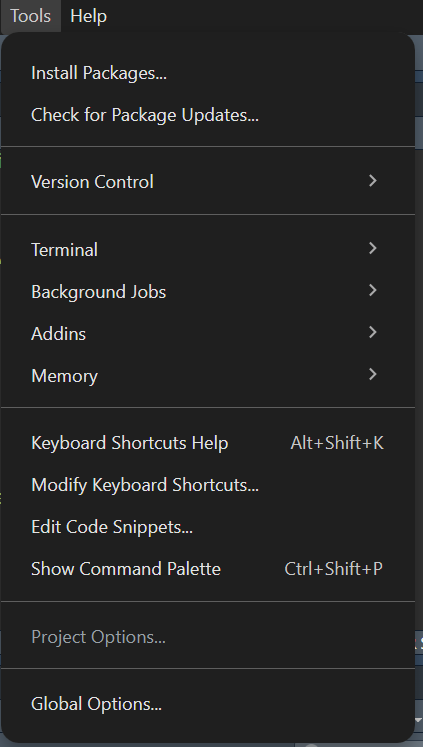 Tools Help
Install Packages...
Check for Package Updates...
Version Control
Terminal
Background Jobs
Addins
Memory
Keyboard Shortcuts Help Alt+Shift+K
Modify Keyboard Shortcuts...
Edit Code Snippets...
Show Command Palette Ctrl+Shift+P
Project Options...
Global Options...